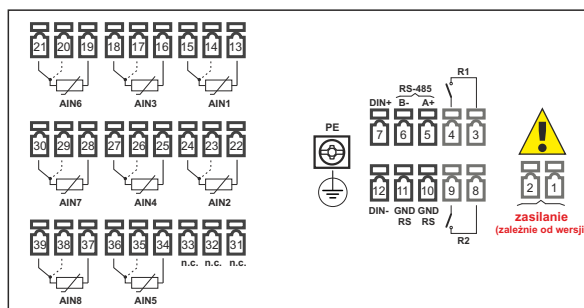 21 20 19 18 17 16 15 14 13
AIN6 AIN3 AIN1
30 29 28 27 26 25 24 23 22
AIN7 AIN4 AIN2
39 38 37 36 35 34 33 32 31
n.c. n.c. n.c.
AIN8 AIN5
PE
R1
RS-485
DIN+ B- A+
7 6 5 4 3
12 11 10 9 8
DIN- GND RS GND RS
R2
2 1
zasilanie
(zależnie od wersji)